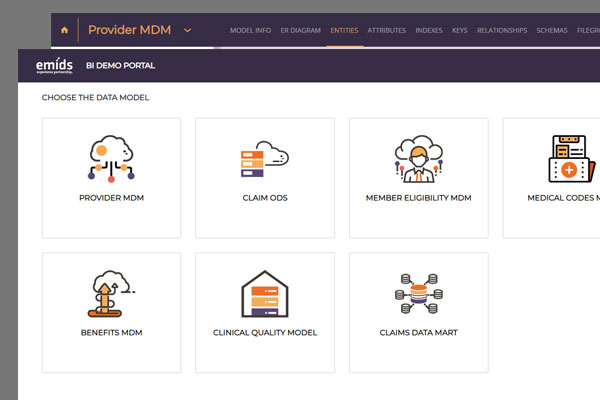 Provider MDM
MODEL INFO ER DIAGRAM ENTITIES ATTRIBUTES INDEXES KEYS RELATIONSHIPS SCHEMAS FILEGR
emids
experience partnership.
BI DEMO PORTAL
CHOOSE THE DATA MODEL
PROVIDER MDM
CLAIM ODS
MEMBER ELIGIBILITY MDM
MEDICAL CODES M
BENEFITS MDM
CLINICAL QUALITY MODEL
CLAIMS DATA MART